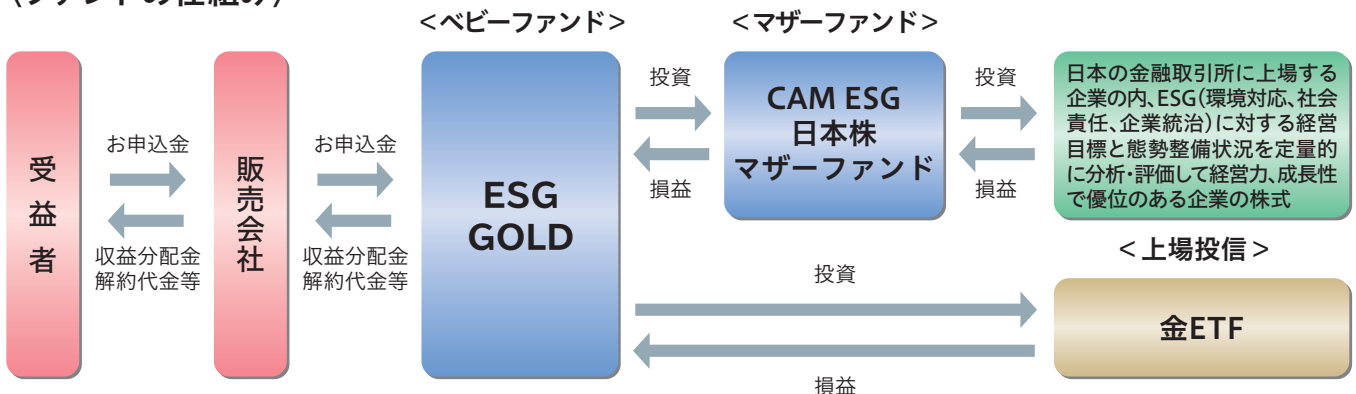 (ファンドの仕組み)
＜ベビーファンド＞
＜マザーファンド＞
受益者
お申込金
収益分配金
解約代金等
販売会社
お申込金
収益分配金
解約代金等
ESG
GOLD
投資
損益
CAM ESG
日本株
マザーファンド
投資
損益
日本の金融取引所に上場する
企業の内、ESG(環境対応、社会
責任、企業統治)に対する経営
目標と態勢整備状況を定量的
に分析・評価して経営力、成長性
で優位のある企業の株式
＜上場投信＞
投資
金ETF
損益